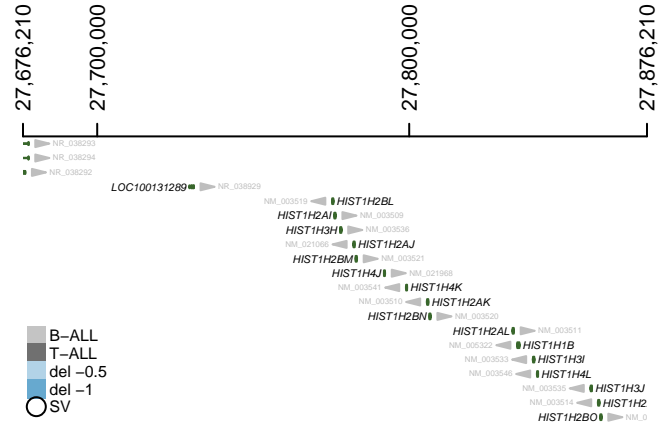 27,676,210
27,700,000
27,800,000
27,876,210
NR_038293
NR_038294
NR_038292
LOC100131289 NR_038929
NM_003519 HIST1H2BL
HIST1H2AI NM_003509
HIST1H3H NM_003536
NM_021066 HIST1H2AJ
HIST1H2BM NM_003521
HIST1H4J NM_021968
NM_003541 HIST1H4K
NM_003510 HIST1H2AK
HIST1H2BN NM_003520
HIST1H2AL NM_003511
NM_005322 HIST1H1B
NM_003533 HIST1H3I
NM_003546 HIST1H4L
NM_003535 HIST1H3J
NM_003514 HIST1H2
HIST1H2BO NM_0
B−ALL
T−ALL
del −0.5
del −1
SV